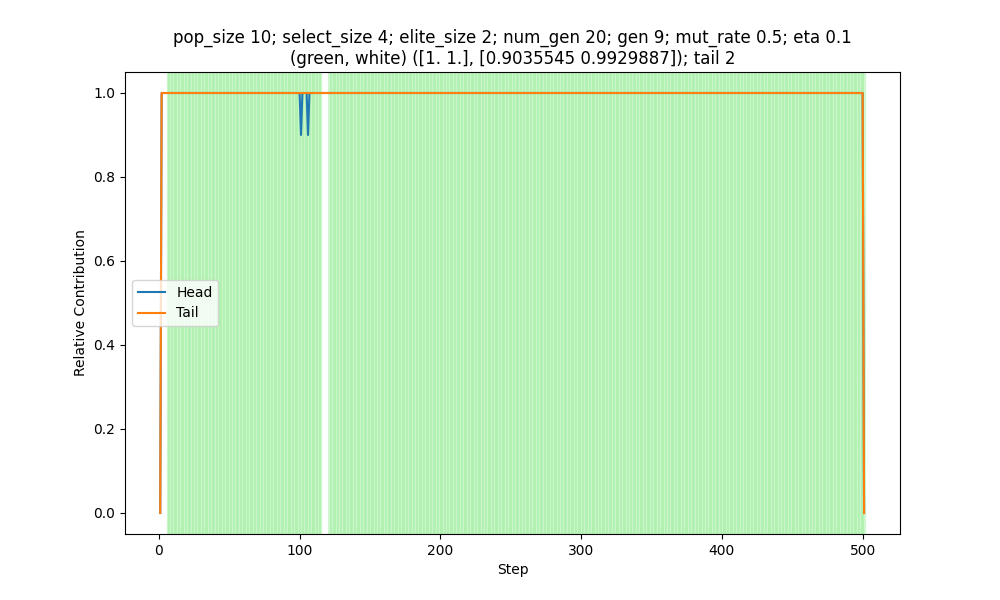 pop_size 10; select_size 4; elite_size 2; num_gen 20; gen 9; mut_rate 0.5; eta 0.1
(green, white) ([1. 1.], [0.9035545 0.9929887]); tail 2
1.0
0.8
0.6
0.4
0.2
0.0
Relative Contribution
Head
Tail
0
100
200
300
400
500
Step